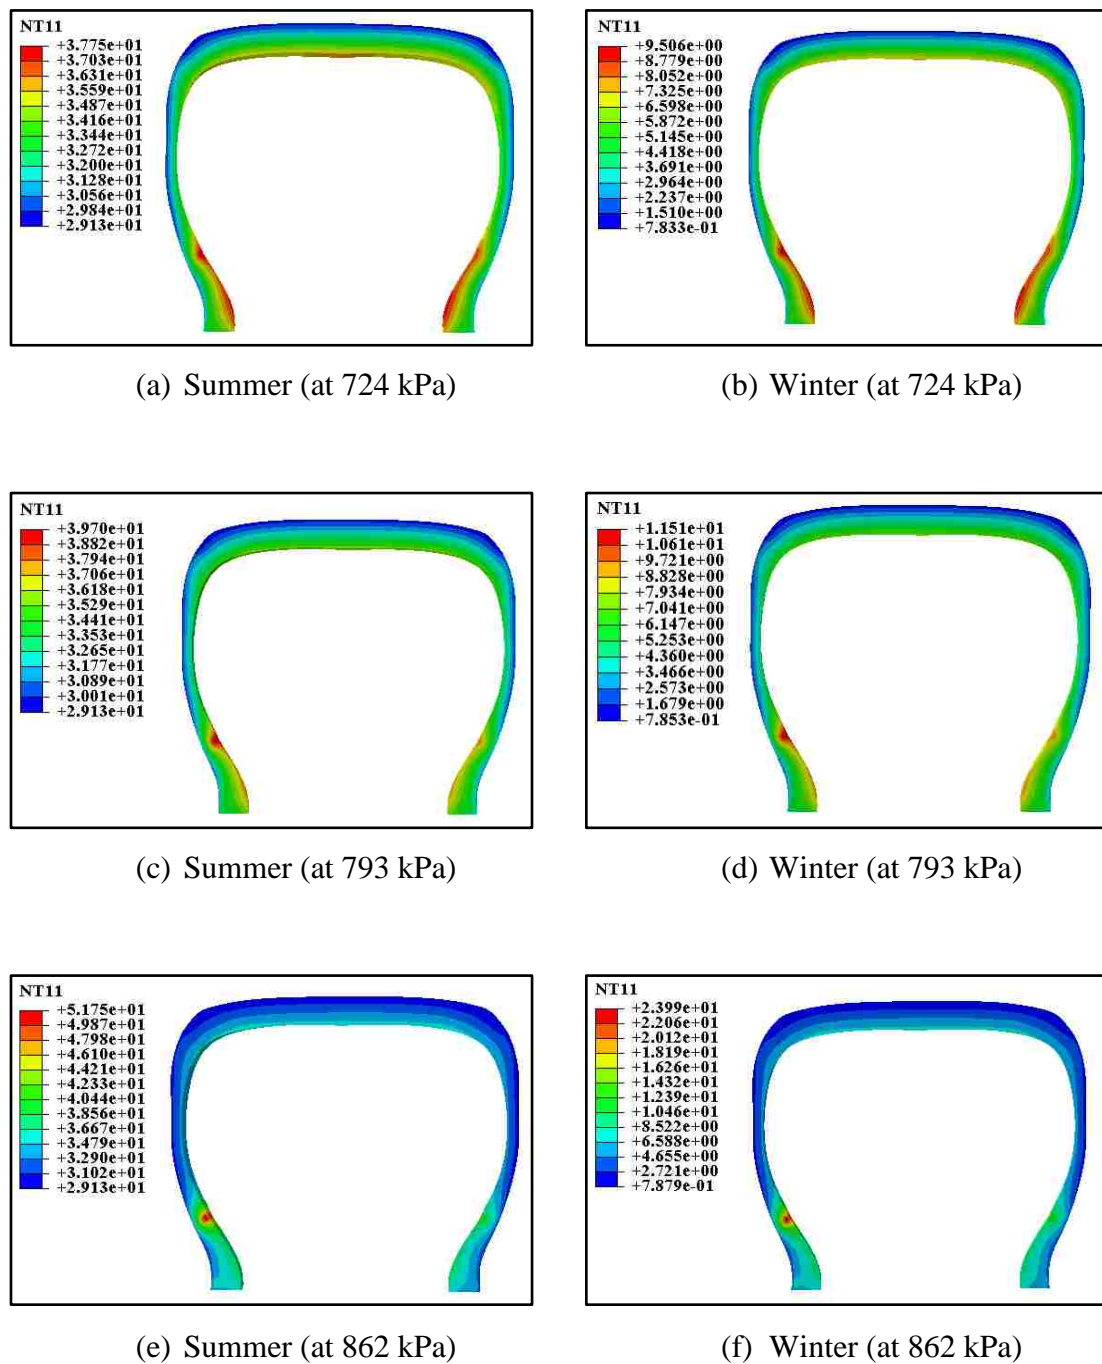 NT11
+3.775e+01
+3.703e+01
+3.631e+01
+3.559e+01
+3.487e+01
+3.416e+01
+3.344e+01
+3.272e+01
+3.200e+01
+3.128e+01
+3.056e+01
+2.984e+01
+2.913e+01
(a) Summer (at 724 kPa)
NT11
+9.506e+00
+8.779e+00
+8.052e+00
+7.325e+00
+6.598e+00
+5.872e+00
+5.145e+00
+4.418e+00
+3.691e+00
+2.964e+00
+2.237e+00
+1.510e+00
+7.833e-01
(b) Winter (at 724 kPa)
NT11
+3.970e+01
+3.882e+01
+3.794e+01
+3.706e+01
+3.618e+01
+3.529e+01
+3.441e+01
+3.353e+01
+3.265e+01
+3.177e+01
+3.089e+01
+3.001e+01
+2.913e+01
(c) Summer (at 793 kPa)
NT11
+1.151e+01
+1.061e+01
+9.721e+00
+8.828e+00
+7.934e+00
+7.041e+00
+6.147e+00
+5.253e+00
+4.360e+00
+3.466e+00
+2.573e+00
+1.679e+00
+7.853e-01
(d) Winter (at 793 kPa)
NT11
+5.175e+01
+4.987e+01
+4.798e+01
+4.610e+01
+4.421e+01
+4.233e+01
+4.044e+01
+3.856e+01
+3.667e+01
+3.479e+01
+3.290e+01
+3.102e+01
+2.913e+01
(e) Summer (at 862 kPa)
NT11
+2.399e+01
+2.206e+01
+2.012e+01
+1.819e+01
+1.626e+01
+1.432e+01
+1.239e+01
+1.046e+01
+8.522e+00
+6.588e+00
+4.655e+00
+2.721e+00
+7.879e-01
(f) Winter (at 862 kPa)